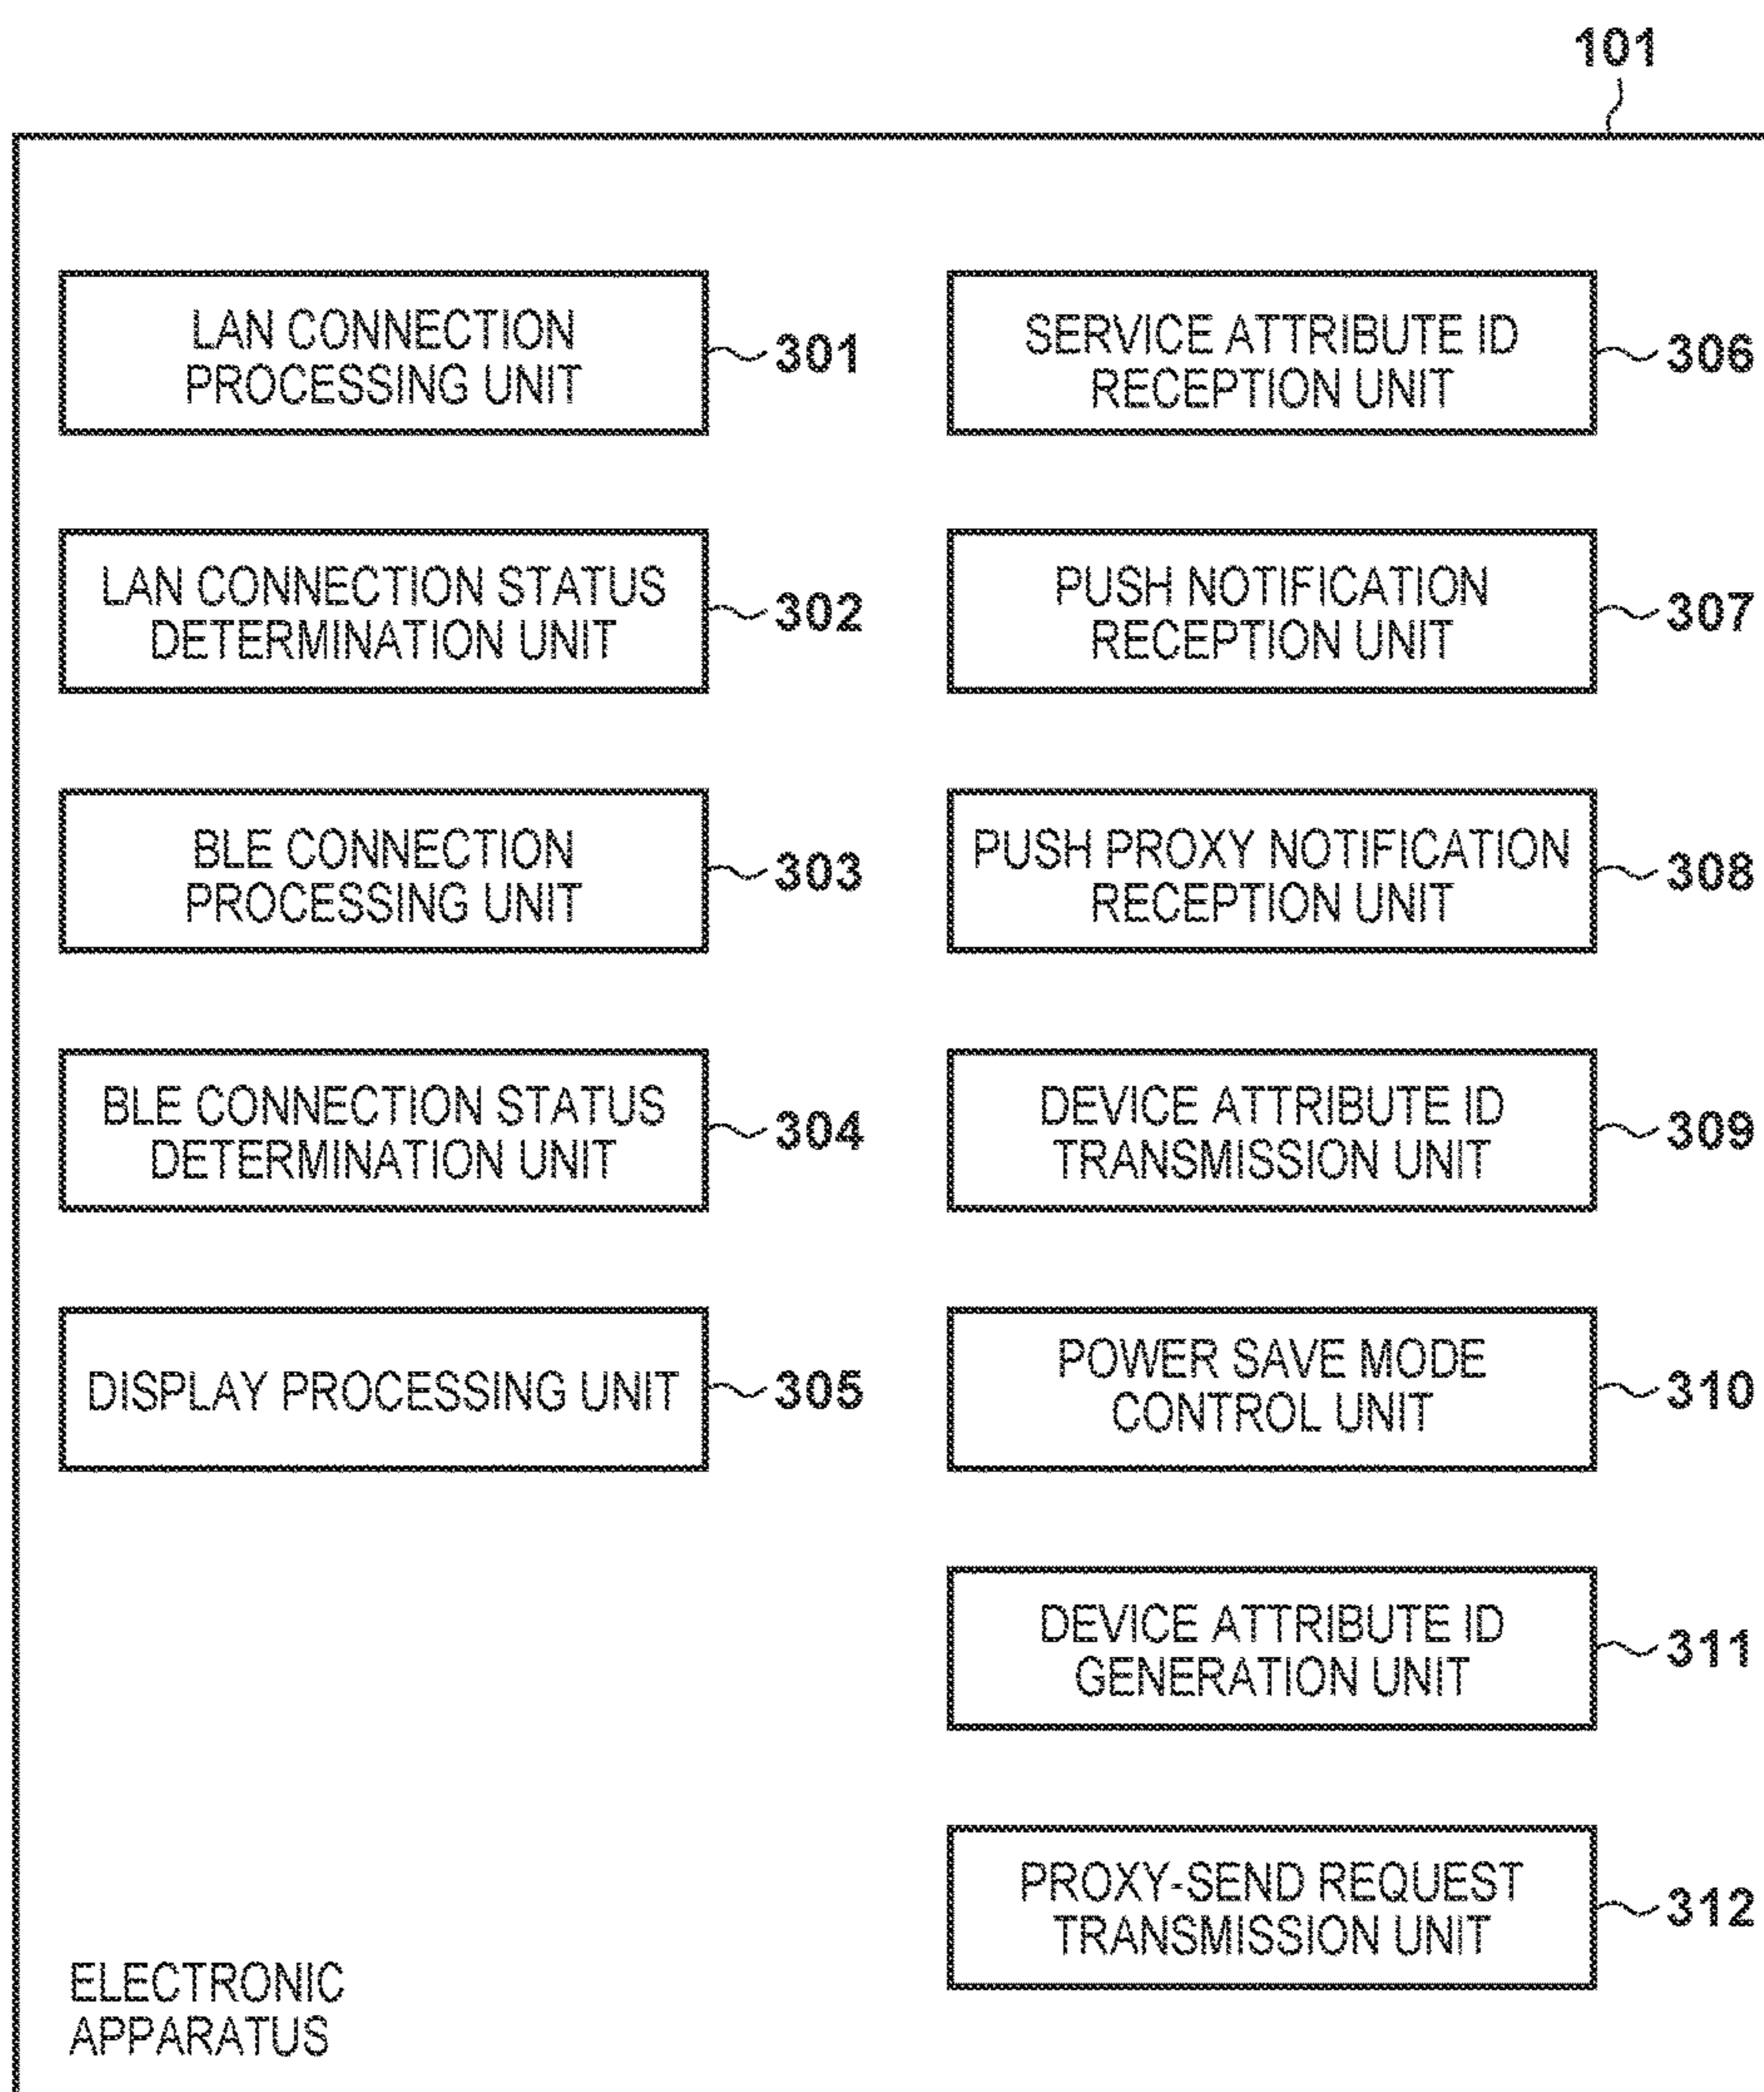 101
LAN CONNECTION
PROCESSING UNIT
301
LAN CONNECTION STATUS
DETERMINATION UNIT
302
BLE CONNECTION
PROCESSING UNIT
303
BLE CONNECTION STATUS
DETERMINATION UNIT
304
DISPLAY PROCESSING UNIT
305
SERVICE ATTRIBUTE ID
RECEPTION UNIT
306
PUSH NOTIFICATION
RECEPTION UNIT
307
PUSH PROXY NOTIFICATION
RECEPTION UNIT
308
DEVICE ATTRIBUTE ID
TRANSMISSION UNIT
309
POWER SAVE MODE
CONTROL UNIT
310
DEVICE ATTRIBUTE ID
GENERATION UNIT
311
PROXY-SEND REQUEST
TRANSMISSION UNIT
312
ELECTRONIC
APPARATUS